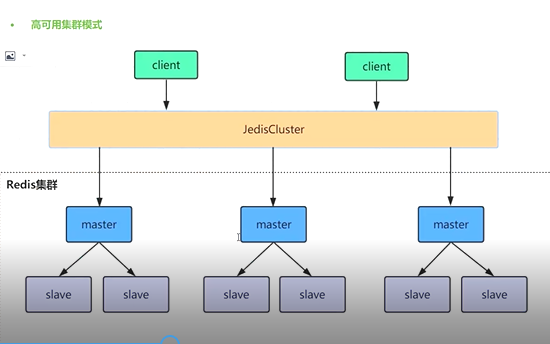 高可用集群模式
client
client
JedisCluster
Redis集群
master
master
master
slave
slave
slave
slave
slave
slave